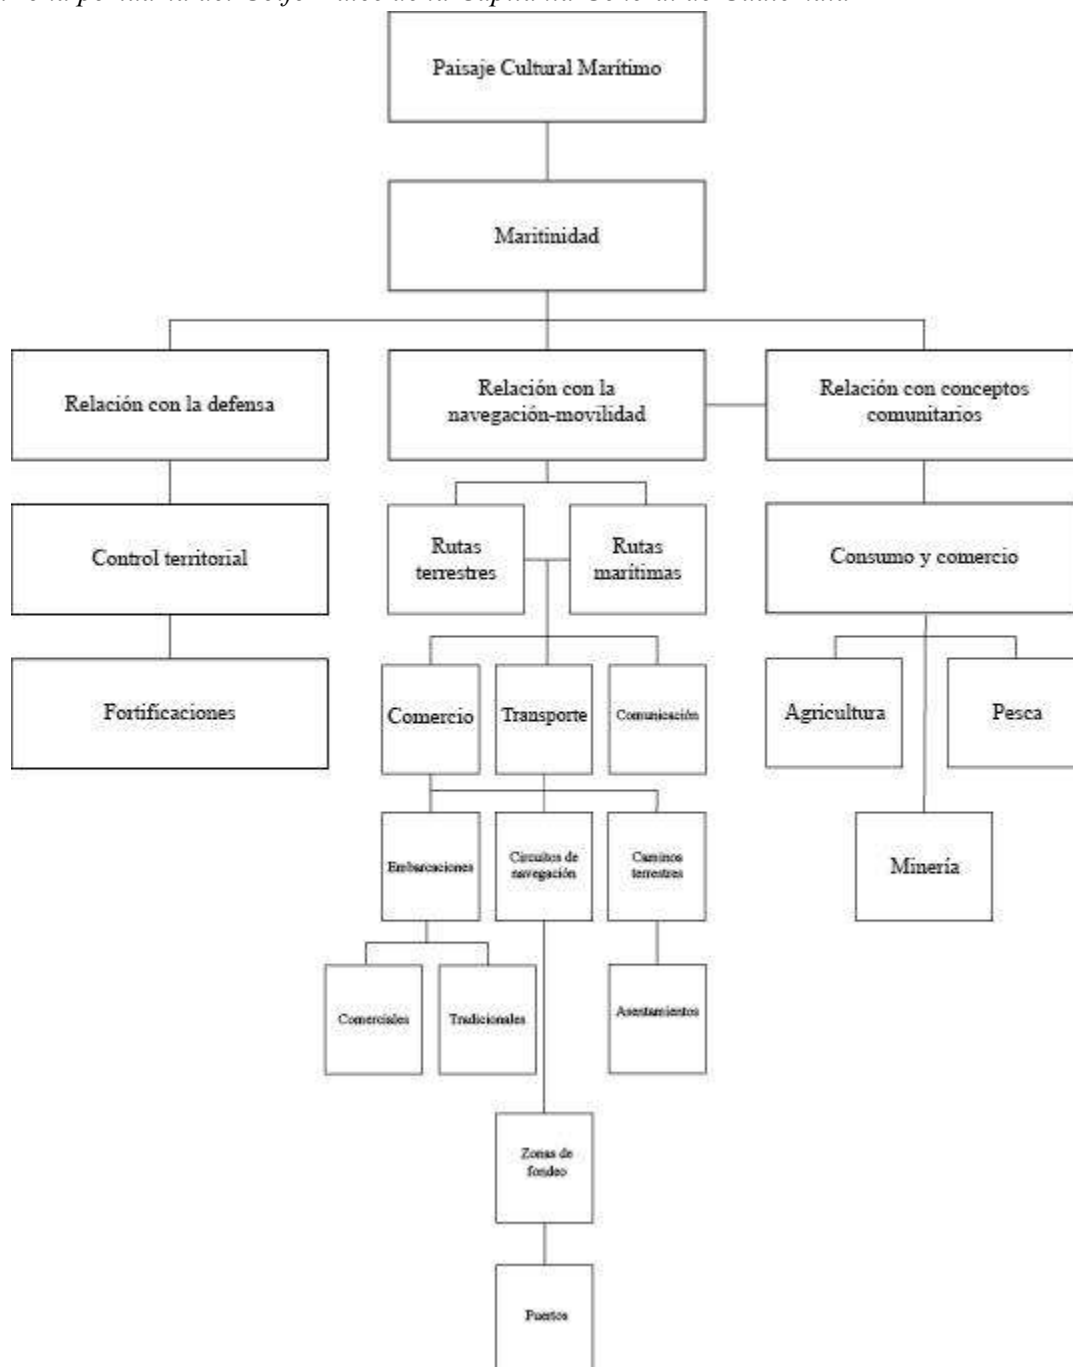 Paisaje Cultural Marítimo
Maritinidad
Relación con la defensa
Relación con la
navegación-movilidad
Relación con conceptos
comunitarios
Control territorial
Rutas
terrestres
Rutas
marítimas
Consumo y comercio
Fortificaciones
Comercio
Transporte
Comunicación
Agricultura
Pesca
Embarcaciones
Circuitos de
navegación
Caminos
terrestres
Minería
Comerciales
Tradicionales
Asentamientos
Zonas de
fondeo
Puertos